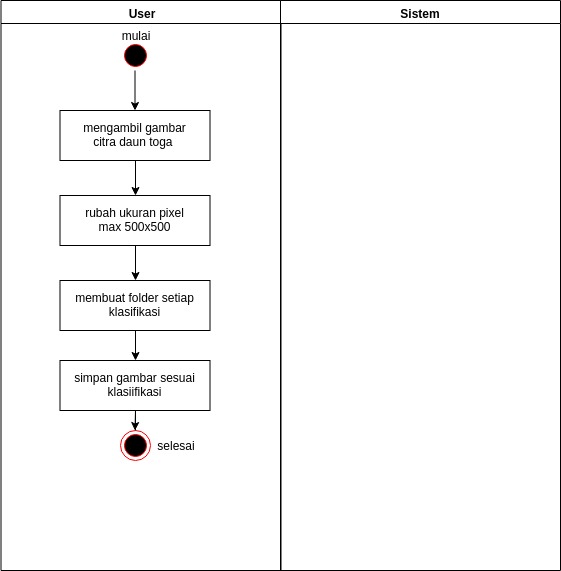 User
Sistem
mulai
mengambil gambar
citra daun toga
rubah ukuran pixel
max 500x500
membuat folder setiap
klasifikasi
simpan gambar sesuai
klasiifikasi
selesai